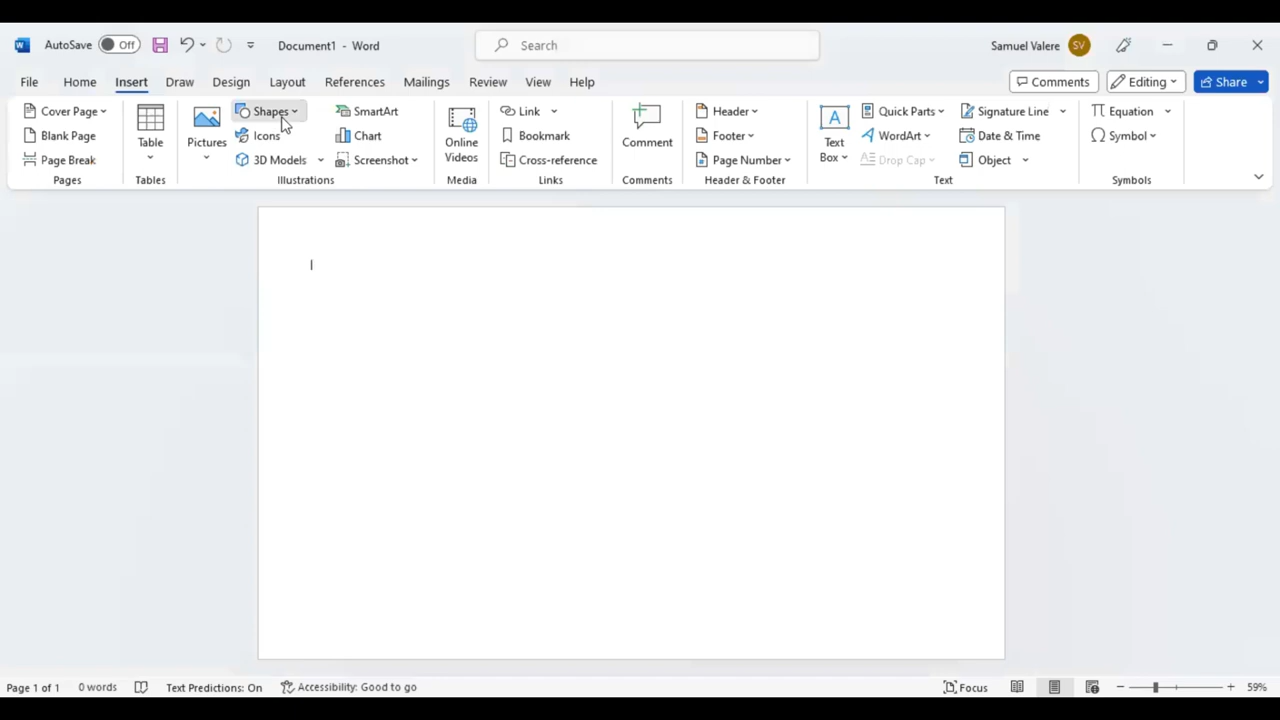 AutoSave Off Document1 - Word Search Samuel Valere SV
File Home Insert Draw Design Layout References Mailings Review View Help Comments Editing Share
Cover Page
Blank Page
Page Break
Pages
Table
Tables
Pictures
Shapes
Icons
3D Models
SmartArt
Chart
Screenshot
Illustrations
Online
Videos
Media
Link
Bookmark
Cross-reference
Links
Comment
Comments
Header
Footer
Page Number
Header & Footer
A
Text
Box
Quick Parts
WordArt
Drop Cap
Signature Line
Date & Time
Object
Text
Equation
Symbol
Symbols
Page 1 of 1 0 words Text Predictions: On Accessibility: Good to go Focus 59%